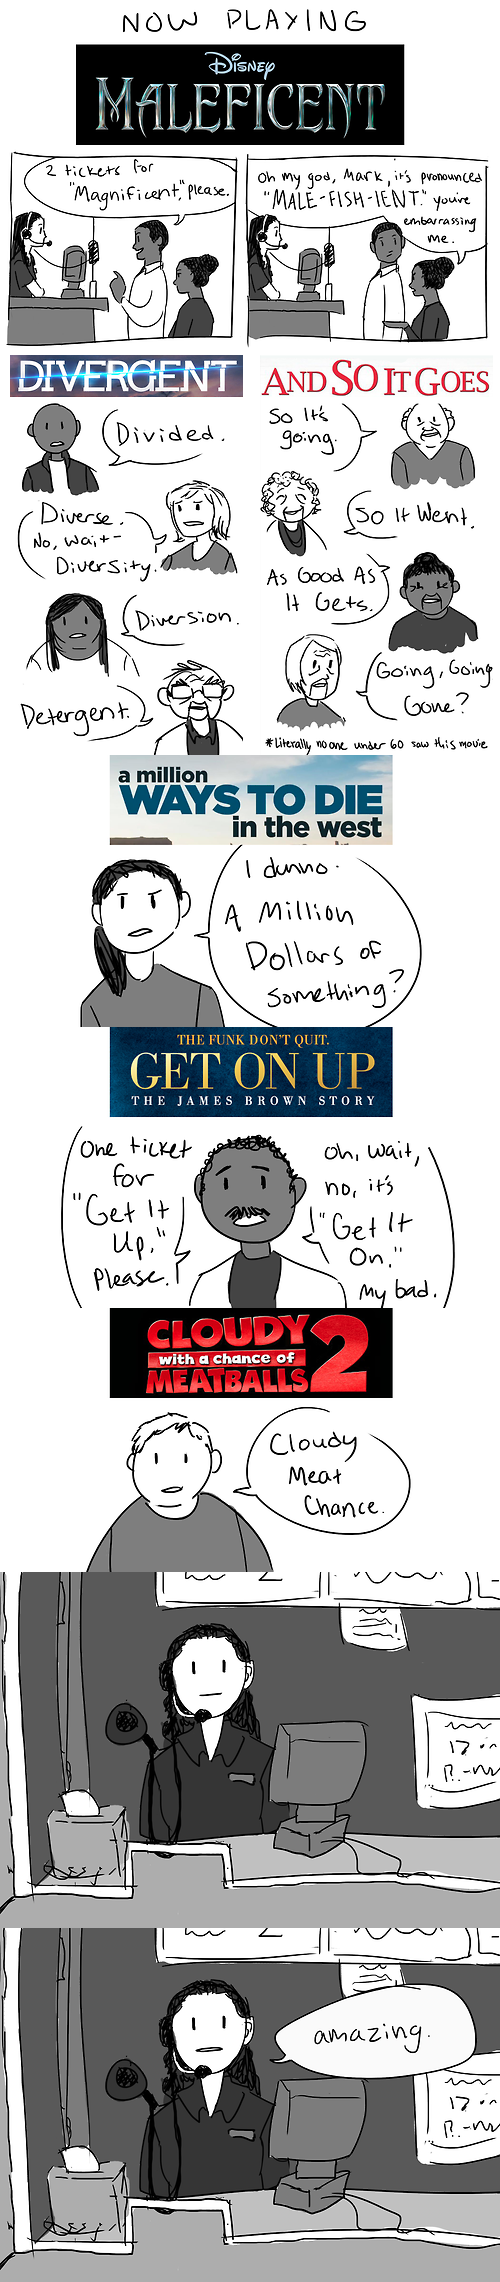 NOW PLAYING
DISNEY
MALEFICENT
2 tickets for
"Magnificent," please.
Oh my god, Mark, it's pronounced
"MALE-FISH-IENT." you're
embarrassing
me.
DIVERGENT
Divided.
Diverse.
No, wait-
Diversity.
Diversion.
Detergent.
AND SO IT GOES
So It's
going.
So It Went.
As Good As
It Gets.
Going, Going
Gone?
*Literally no one under 60 saw this movie
a million
WAYS TO DIE
in the west
I dunno.
A Million
Dollars of
Something?
THE FUNK DON'T QUIT.
GET ON UP
THE JAMES BROWN STORY
One ticket
for
"Get It
Up,"
Please.
Oh, wait,
no, it's
"Get It
On."
My bad.
CLOUDY
with a chance of
MEATBALLS 2
Cloudy
Meat
Chance.
amazing.